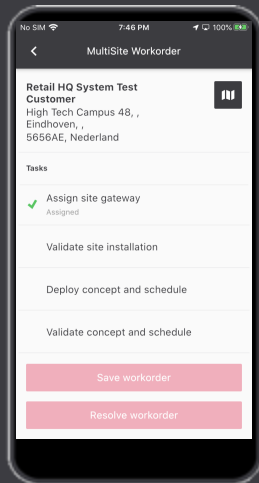 No SIM 7:46 PM 100%
MultiSite Workorder
Retail HQ System Test
Customer
High Tech Campus 48, ,
Eindhoven, ,
5656AE, Nederland
Tasks
Assign site gateway
Assigned
Validate site installation
Deploy concept and schedule
Validate concept and schedule
Save workorder
Resolve workorder